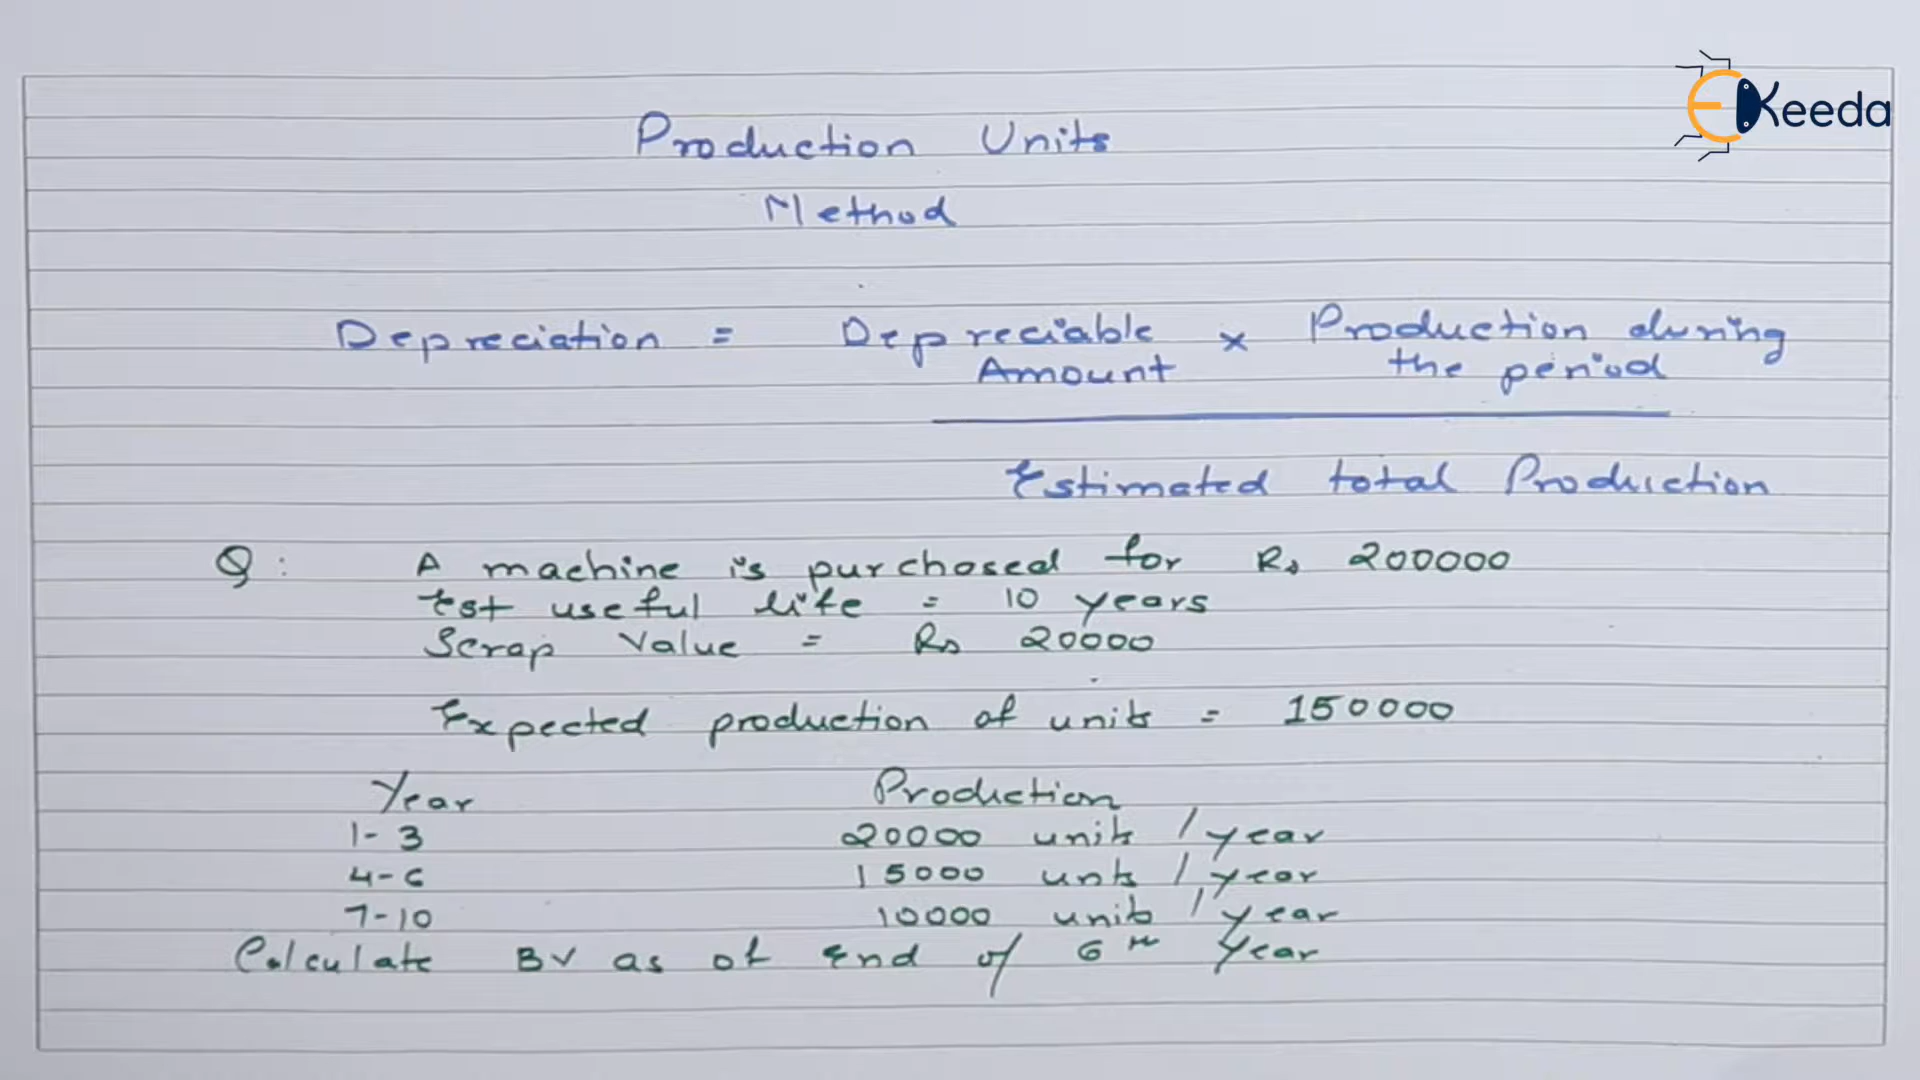 EKeeda
Production Units
Method
Depreciation = Depreciable × Production during
Amount the period
Estimated total Production
Q: A machine is purchased for Rs 200000
Est useful life = 10 years
Scrap Value = Rs 20000
Expected production of units = 150000
Year Production
1-3 20000 units / year
4-6 15000 units / year
7-10 10000 units / year
Calculate BV as of End of 6th Year